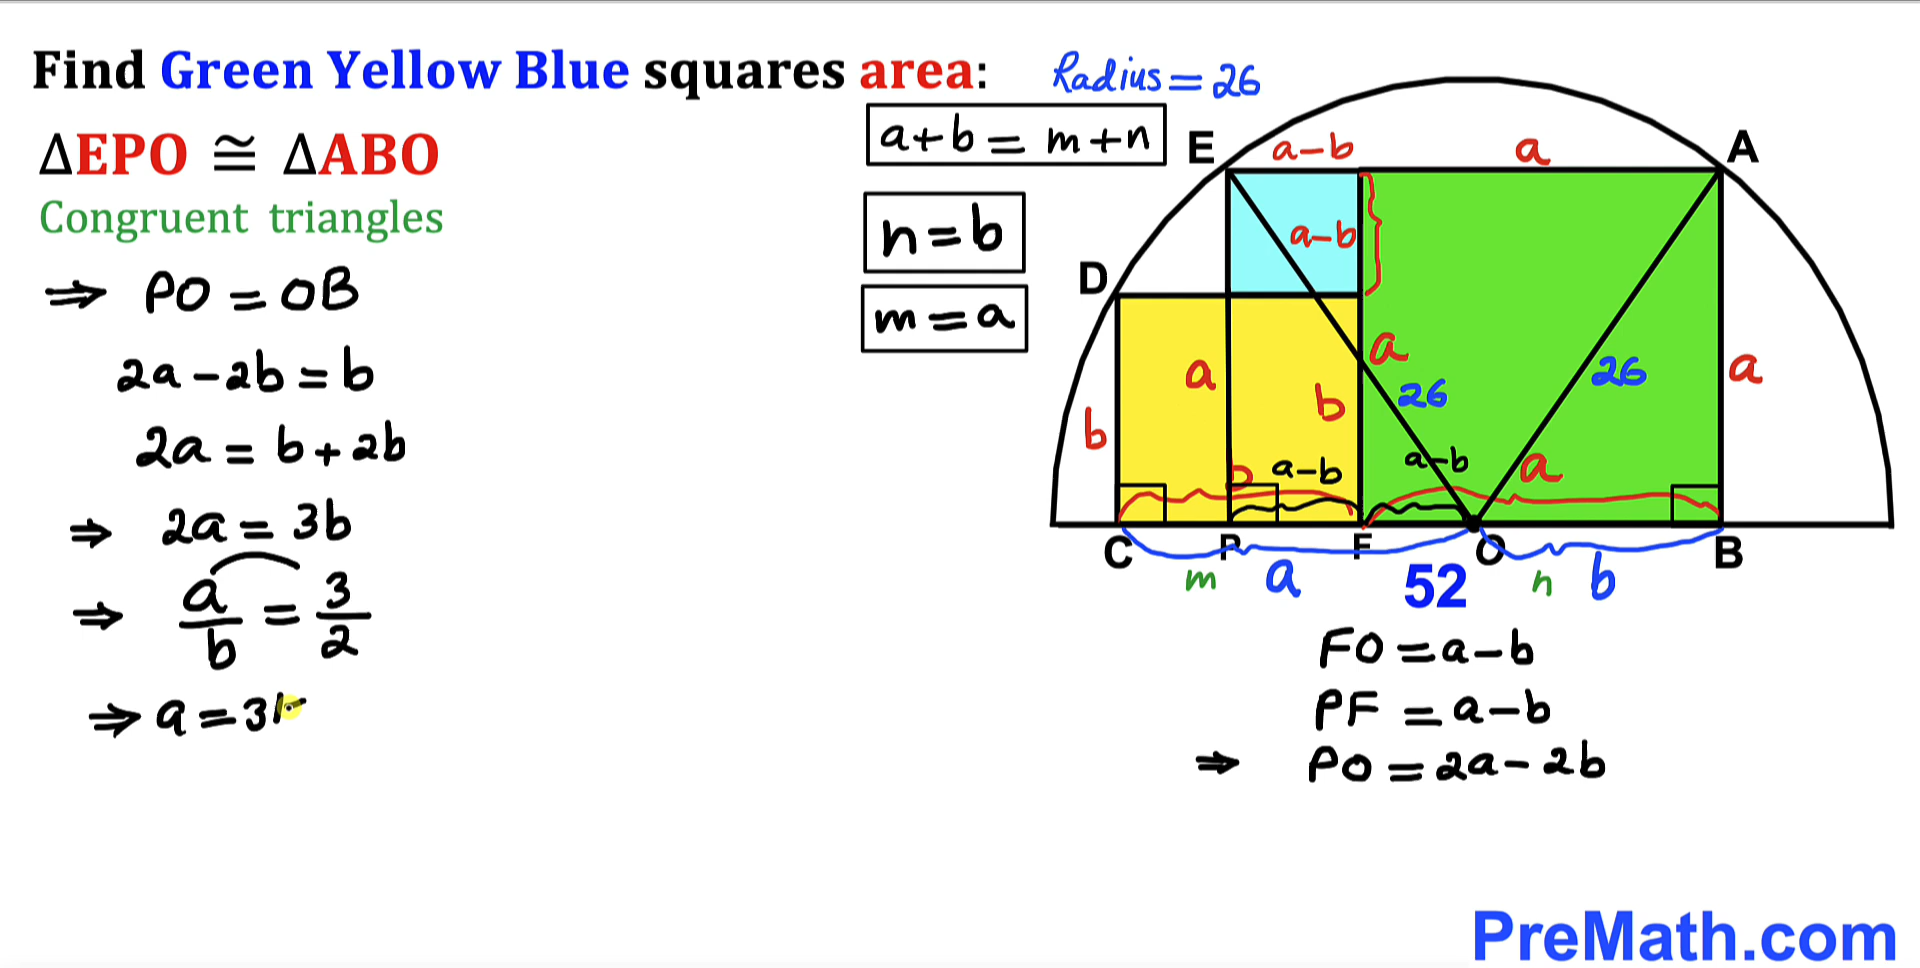 Find Green Yellow Blue squares area:
Radius = 26
ΔEPO ≅ ΔABO
Congruent triangles
⇒ PO = OB
2a - 2b = b
2a = b + 2b
⇒ 2a = 3b
⇒ a/b = 3/2
⇒ a = 3
a + b = m + n
n = b
m = a
E
a-b
a
A
a-b
D
a
a
26
26
a
b
b
a-b
a-b
a
C
P
F
O
B
m
a
52
n
b
FO = a - b
PF = a - b
⇒ PO = 2a - 2b
PreMath.com